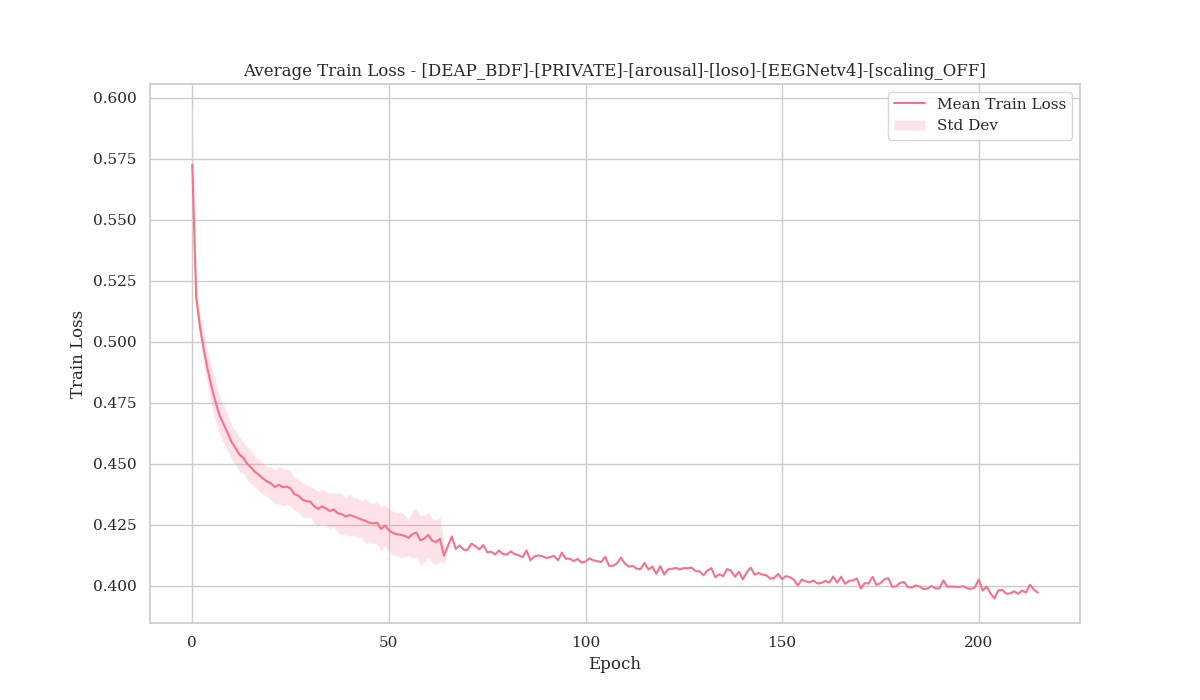 Average Train Loss - [DEAP_BDF]-[PRIVATE]-[arousal]-[loso]-[EEGNetv4]-[scaling_OFF]
Mean Train Loss
Std Dev
0.600
0.575
0.550
0.525
0.500
0.475
0.450
0.425
0.400
Train Loss
0 50 100 150 200
Epoch